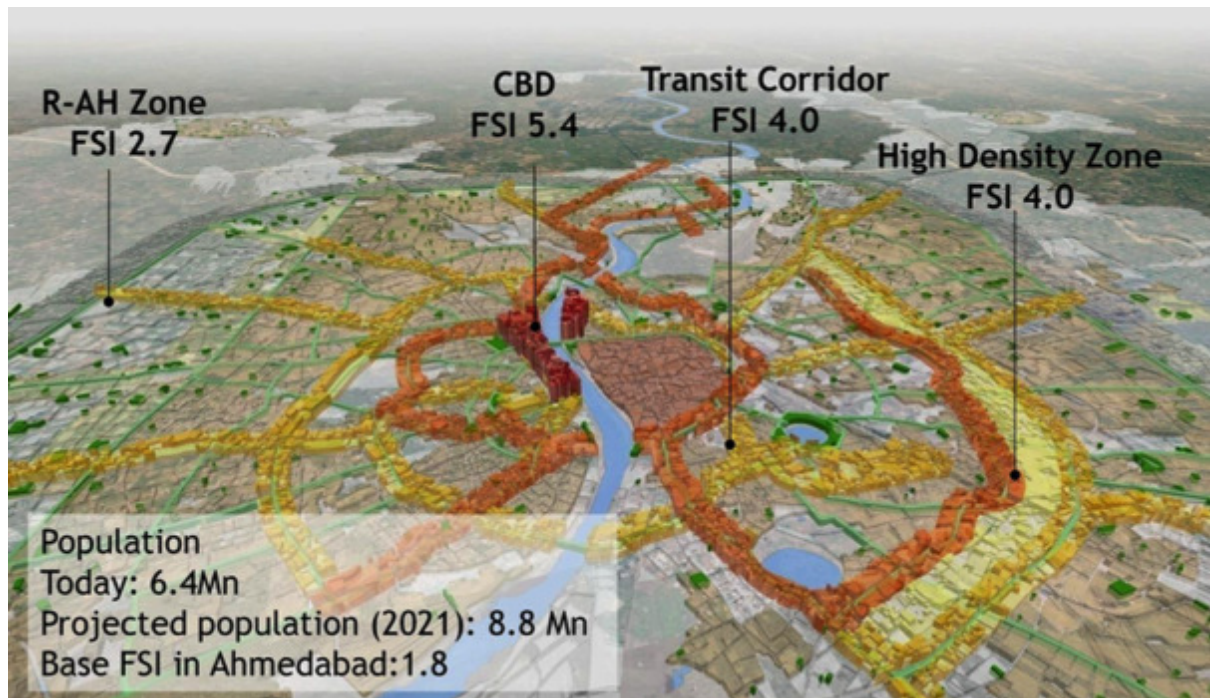 R-AH Zone
FSI 2.7
CBD
FSI 5.4
Transit Corridor
FSI 4.0
High Density Zone
FSI 4.0
Population
Today: 6.4Mn
Projected population (2021): 8.8 Mn
Base FSI in Ahmedabad:1.8